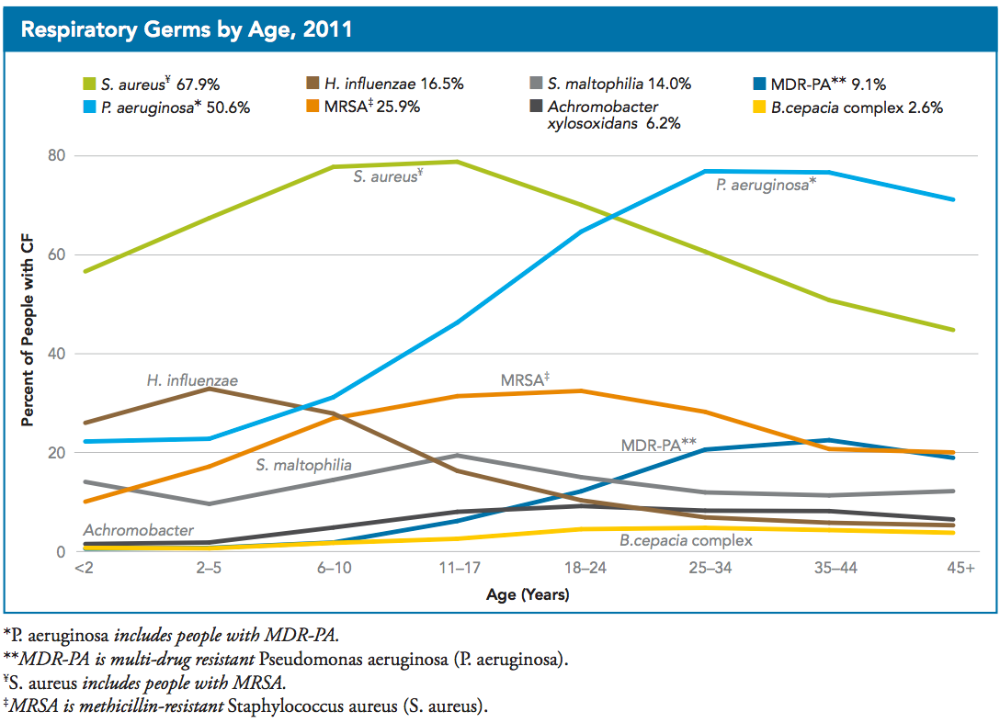 Respiratory Germs by Age, 2011
S. aureus¥ 67.9%
H. influenzae 16.5%
S. maltophilia 14.0%
MDR-PA** 9.1%
P. aeruginosa* 50.6%
MRSA‡ 25.9%
Achromobacter
xylosoxidans 6.2%
B.cepacia complex 2.6%
Percent of People with CF
80
60
40
20
0
S. aureus¥
P. aeruginosa*
H. influenzae
MRSA‡
MDR-PA**
S. maltophilia
Achromobacter
B.cepacia complex
<2
2–5
6–10
11–17
18–24
25–34
35–44
45+
Age (Years)
*P. aeruginosa includes people with MDR-PA.
**MDR-PA is multi-drug resistant Pseudomonas aeruginosa (P. aeruginosa).
¥S. aureus includes people with MRSA.
‡MRSA is methicillin-resistant Staphylococcus aureus (S. aureus).